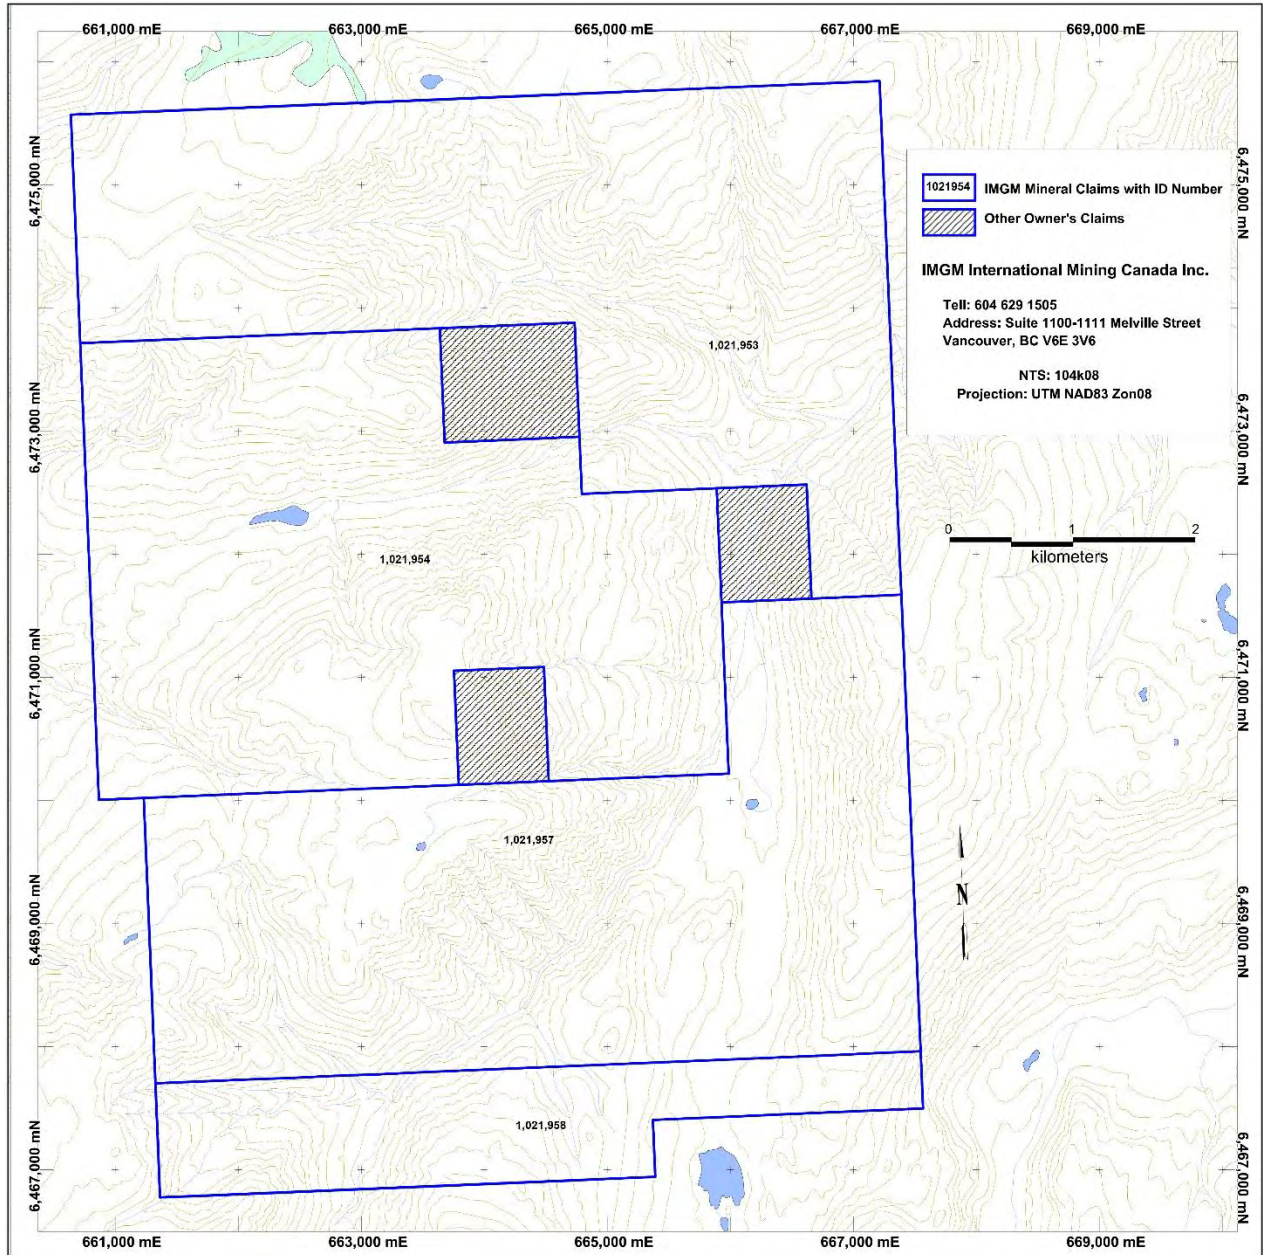 661,000 mE 663,000 mE 665,000 mE 667,000 mE 669,000 mE
6,475,000 mN
6,475,000 mN
1021954 IMGM Mineral Claims with ID Number
Other Owner's Claims
IMGM International Mining Canada Inc.
Tell: 604 629 1505
Address: Suite 1100-1111 Melville Street
Vancouver, BC V6E 3V6
NTS: 104k08
Projection: UTM NAD83 Zon08
1,021,953
6,473,000 mN
6,473,000 mN
0 1 2
kilometers
1,021,954
6,471,000 mN
6,471,000 mN
1,021,957
N
6,469,000 mN
6,469,000 mN
1,021,958
6,467,000 mN
6,467,000 mN
661,000 mE 663,000 mE 665,000 mE 667,000 mE 669,000 mE